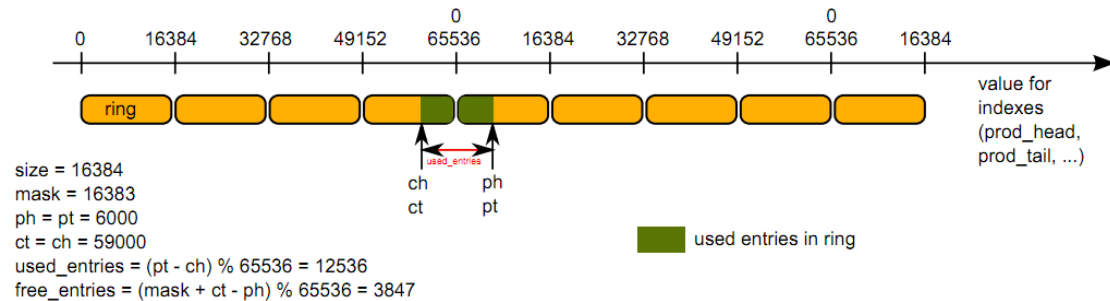 0 0
0 16384 32768 49152 65536 16384 32768 49152 65536 16384
ring
value for
indexes
(prod_head,
prod_tail, ...)
used_entries
ch ph
ct pt
size = 16384
mask = 16383
ph = pt = 6000
ct = ch = 59000
used_entries = (pt - ch) % 65536 = 12536
free_entries = (mask + ct - ph) % 65536 = 3847
used entries in ring